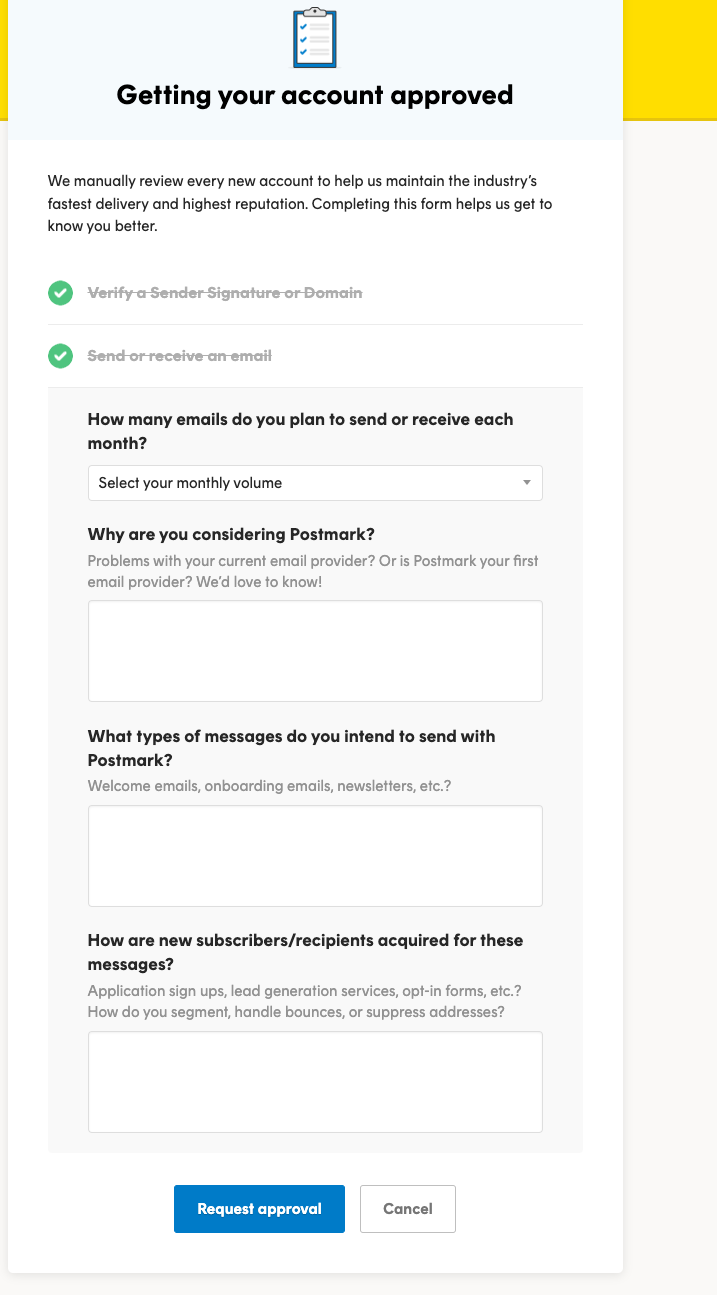 Getting your account approved
We manually review every new account to help us maintain the industry’s
fastest delivery and highest reputation. Completing this form helps us get to
know you better.
Verify a Sender Signature or Domain
Send or receive an email
How many emails do you plan to send or receive each
month?
Select your monthly volume
Why are you considering Postmark?
Problems with your current email provider? Or is Postmark your first
email provider? We’d love to know!
What types of messages do you intend to send with
Postmark?
Welcome emails, onboarding emails, newsletters, etc.?
How are new subscribers/recipients acquired for these
messages?
Application sign ups, lead generation services, opt-in forms, etc.?
How do you segment, handle bounces, or suppress addresses?
Request approval
Cancel